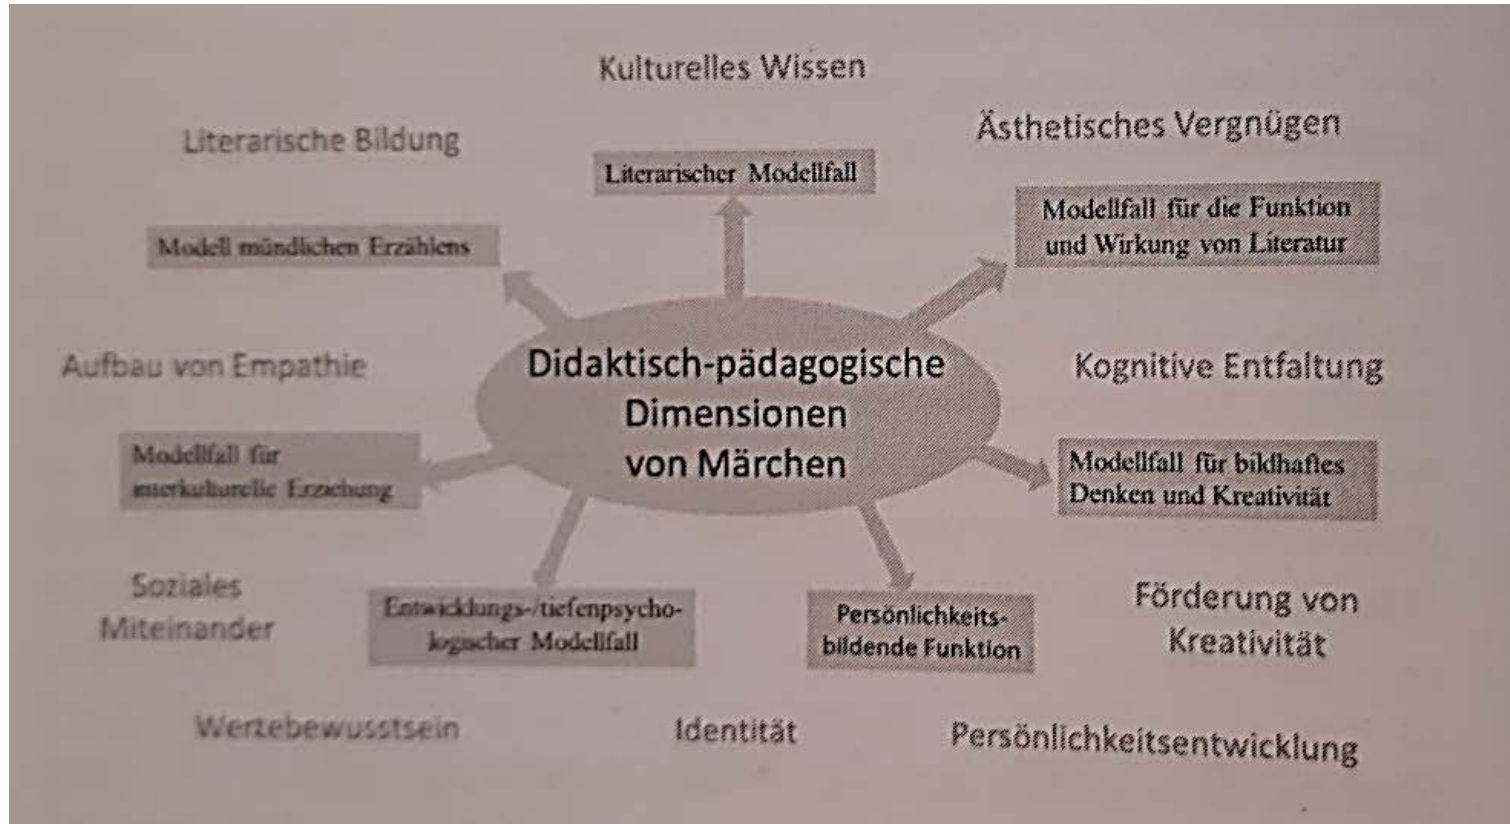 Kulturelles Wissen
Ästhetisches Vergnügen
Literarische Bildung
Literarischer Modellfall
Modellfall für die Funktion
und Wirkung von Literatur
Modell mündlichen Erzählens
Didaktisch-pädagogische
Dimensionen
von Märchen
Aufbau von Empathie
Kognitive Entfaltung
Modellfall für
interkulturelle Erziehung
Modellfall für bildhaftes
Denken und Kreativität
Soziales
Miteinander
Entwicklungs-/tiefenpsycho-
logischer Modellfall
Persönlichkeits-
bildende Funktion
Förderung von
Kreativität
Wertebewusstsein
Identität
Persönlichkeitsentwicklung